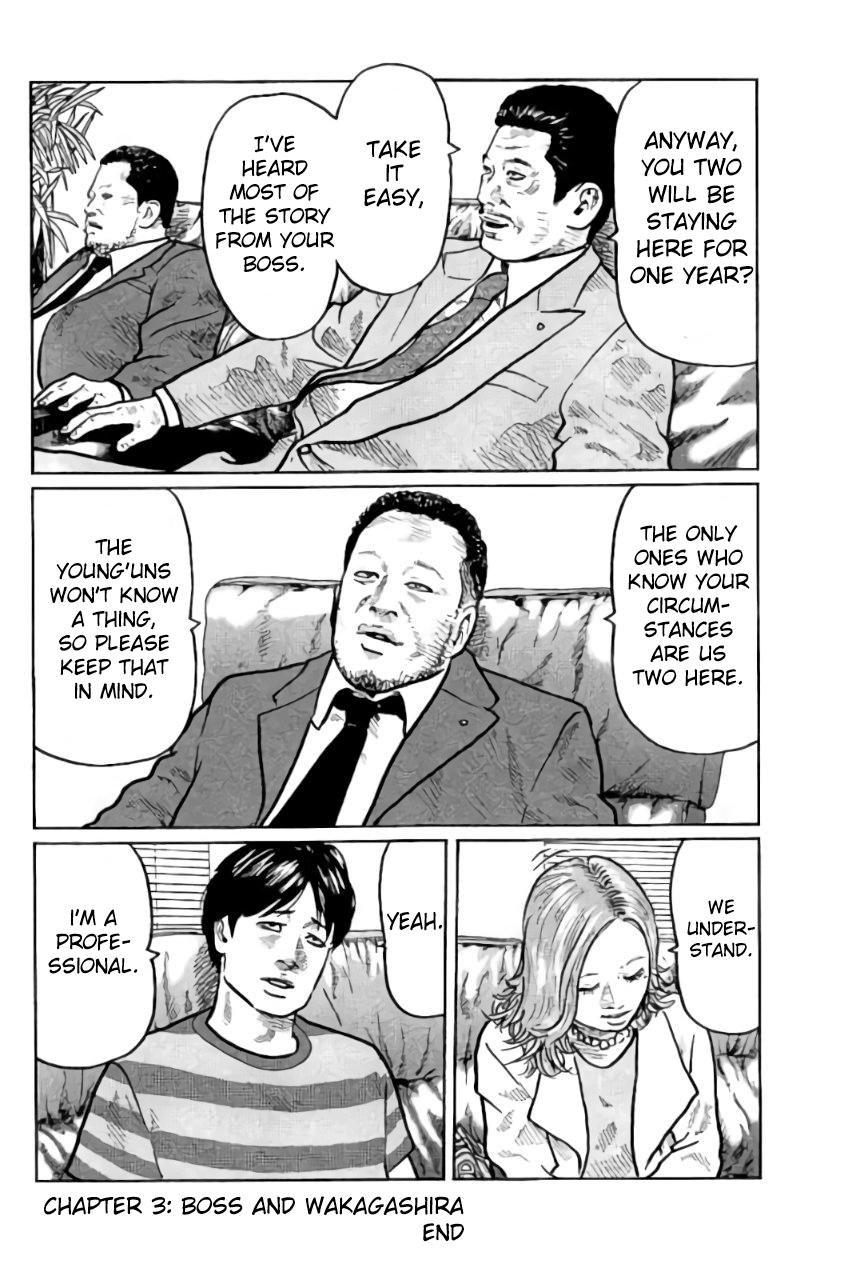 ANYWAY,
YOU TWO
WILL BE
STAYING
HERE FOR
ONE YEAR?
TAKE
IT
EASY,
I'VE
HEARD
MOST OF
THE STORY
FROM YOUR
BOSS.
THE ONLY
ONES WHO
KNOW YOUR
CIRCUM-
STANCES
ARE US
TWO HERE.
THE
YOUNG'UNS
WON'T KNOW
A THING,
SO PLEASE
KEEP THAT
IN MIND.
WE
UNDER-
STAND.
YEAH.
I'M A
PROFE-
SSIONAL.
CHAPTER 3: BOSS AND WAKAGASHIRA
END